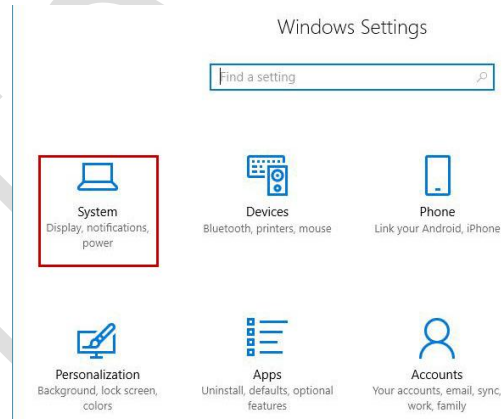 Windows Settings
Find a setting
System
Display, notifications,
power
Devices
Bluetooth, printers, mouse
Phone
Link your Android, iPhone
Personalization
Background, lock screen,
colors
Apps
Uninstall, defaults, optional
features
Accounts
Your accounts, email, sync,
work, family